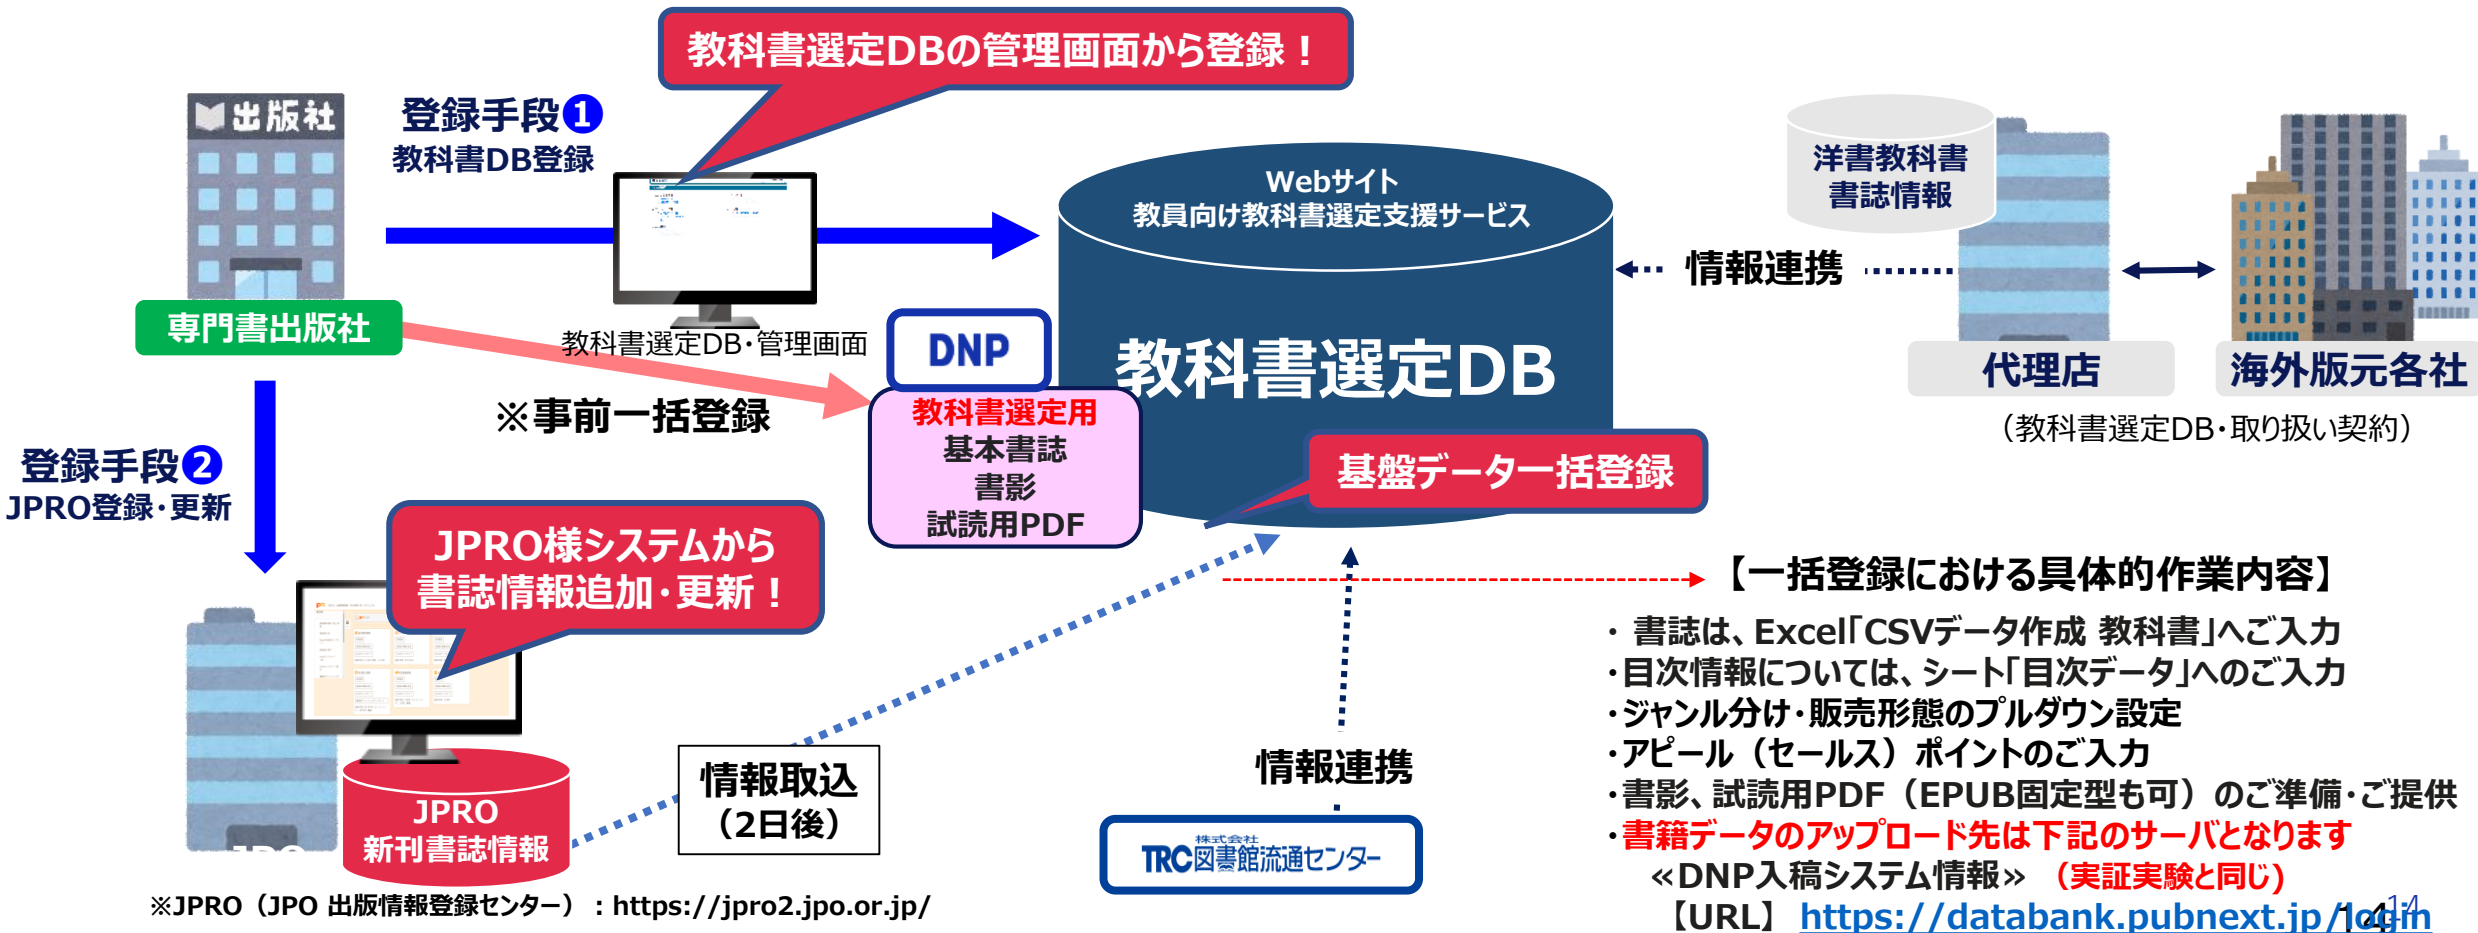 教科書選定DBの管理画面から登録！
出版社
登録手段❶
教科書DB登録
専門書出版社
教科書選定DB・管理画面
Webサイト
教員向け教科書選定支援サービス
教科書選定DB
洋書教科書
書誌情報
情報連携
代理店
海外版元各社
（教科書選定DB・取り扱い契約）
DNP
教科書選定用
基本書誌
書影
試読用PDF
※事前一括登録
基盤データ一括登録
登録手段❷
JPRO登録・更新
JPRO様システムから
書誌情報追加・更新！
JPO
JPRO
新刊書誌情報
情報取込
（2日後）
情報連携
株式会社
TRC図書館流通センター
※JPRO（JPO 出版情報登録センター）：https://jpro2.jpo.or.jp/
【一括登録における具体的作業内容】
・ 書誌は、Excel「CSVデータ作成 教科書」へご入力
・目次情報については、シート「目次データ」へのご入力
・ジャンル分け・販売形態のプルダウン設定
・アピール（セールス）ポイントのご入力
・書影、試読用PDF（EPUB固定型も可）のご準備・ご提供
・書籍データのアップロード先は下記のサーバとなります
≪DNP入稿システム情報≫ （実証実験と同じ)
【URL】 https://databank.pubnext.jp/login
14
14